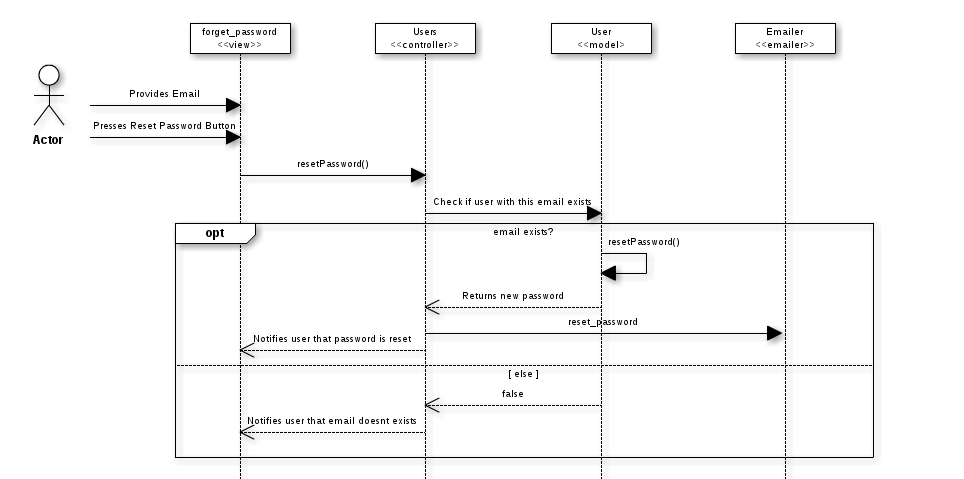 forget_password
<<view>>
Users
<<controller>>
User
<<model>
Emailer
<<emailer>>
Actor
Provides Email
Presses Reset Password Button
resetPassword()
Check if user with this email exists
opt
email exists?
resetPassword()
Returns new password
reset_password
Notifies user that password is reset
[ else ]
false
Notifies user that email doesnt exists